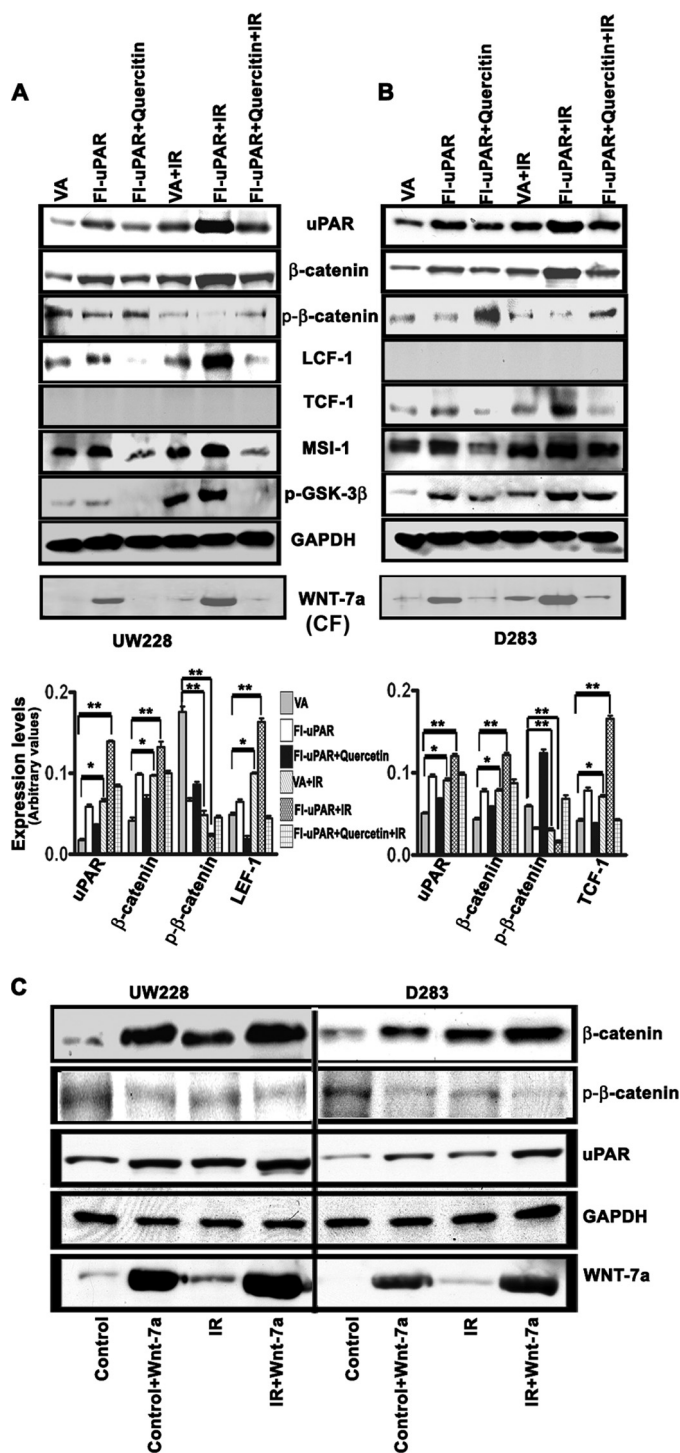 A
VA
Fl-uPAR
Fl-uPAR+Quercitin
VA+IR
Fl-uPAR+IR
Fl-uPAR+Quercitin+IR
B
VA
Fl-uPAR
Fl-uPAR+Quercitin
VA+IR
Fl-uPAR+IR
Fl-uPAR+Quercitin+IR
uPAR
β-catenin
p-β-catenin
LCF-1
TCF-1
MSI-1
p-GSK-3β
GAPDH
WNT-7a
(CF)
UW228
D283
Expression levels
(Arbitrary values)
0.2
0.1
0.0
** * ** * ** ** ** *
uPAR
β-catenin
p-β-catenin
LEF-1
VA
Fl-uPAR
Fl-uPAR+Quercetin
VA+IR
Fl-uPAR+IR
Fl-uPAR+Quercetin+IR
0.2
0.1
0.0
** * ** * ** ** ** *
uPAR
β-catenin
p-β-catenin
TCF-1
C
UW228
D283
β-catenin
p-β-catenin
uPAR
GAPDH
WNT-7a
Control
Control+Wnt-7a
IR
IR+Wnt-7a
Control
Control+Wnt-7a
IR
IR+Wnt-7a